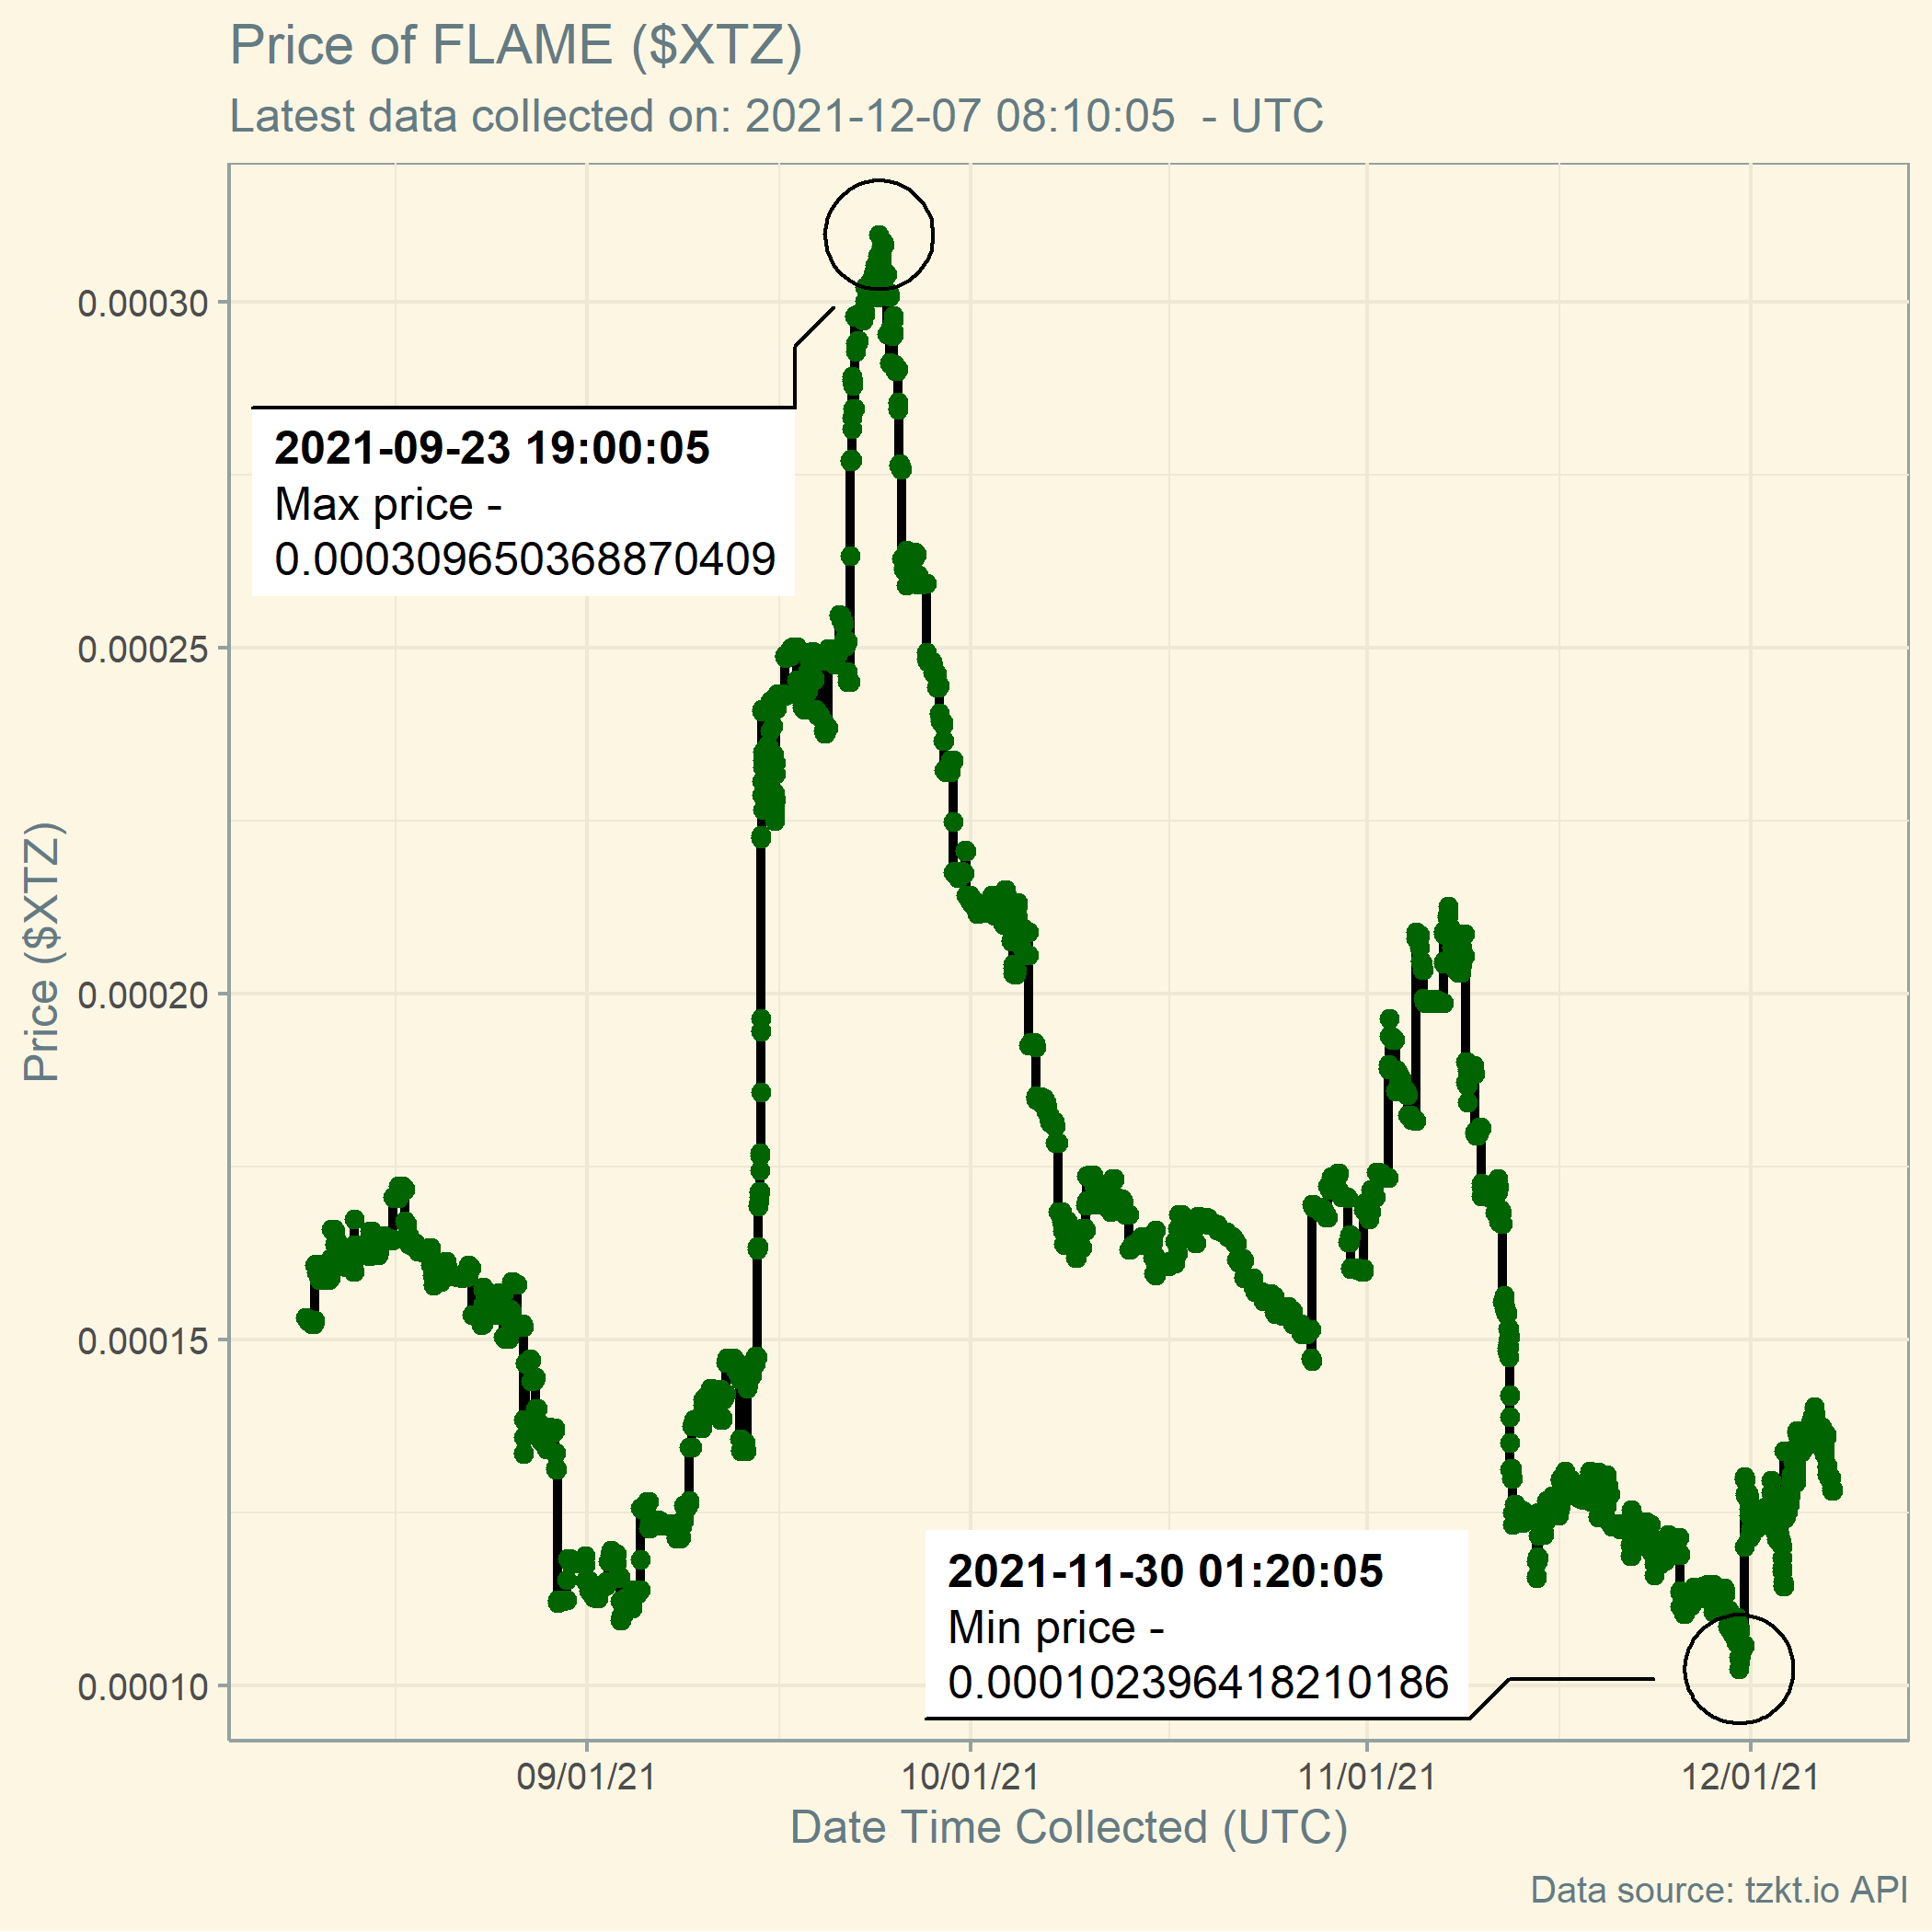 Price of FLAME ($XTZ)
Latest data collected on: 2021-12-07 08:10:05  - UTC
Price ($XTZ)
0.00030
0.00025
0.00020
0.00015
0.00010
2021-09-23 19:00:05
Max price -
0.000309650368870409
2021-11-30 01:20:05
Min price -
0.000102396418210186
09/01/21
10/01/21
11/01/21
12/01/21
Date Time Collected (UTC)
Data source: tzkt.io API